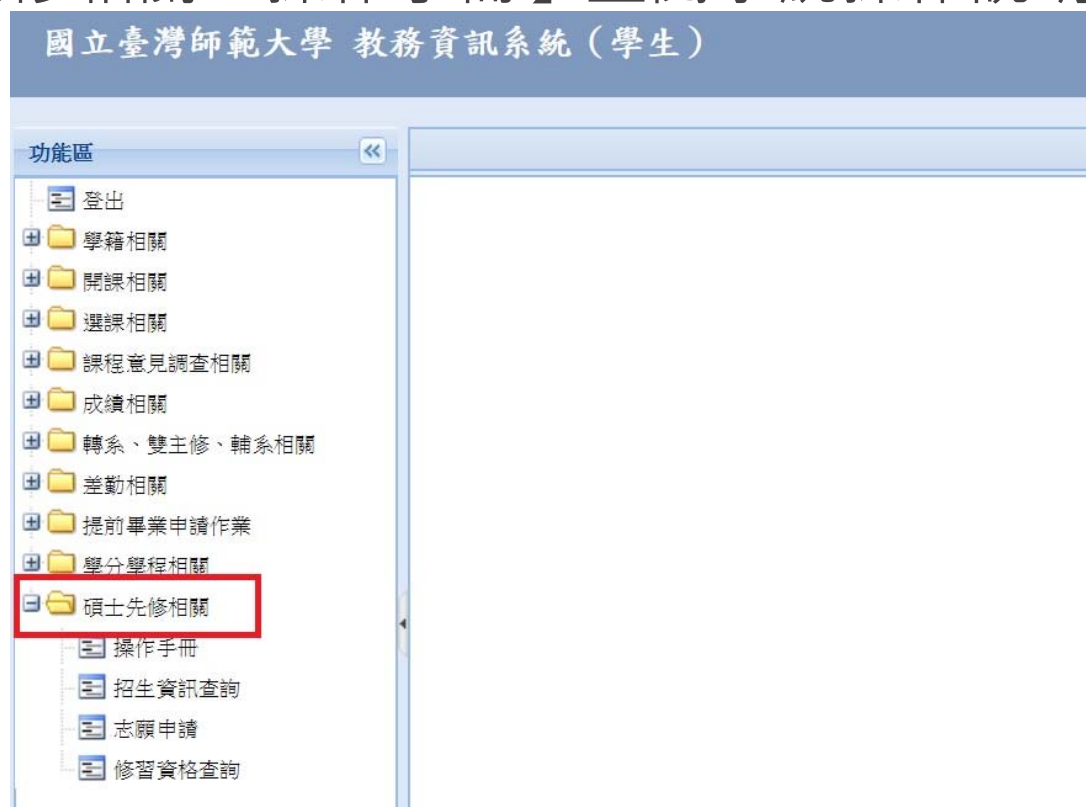 國立臺灣師範大學 教務資訊系統（學生）
功能區
登出
學籍相關
開課相關
選課相關
課程意見調查相關
成績相關
轉系、雙主修、輔系相關
差勤相關
提前畢業申請作業
學分學程相關
碩士先修相關
操作手冊
招生資訊查詢
志願申請
修習資格查詢